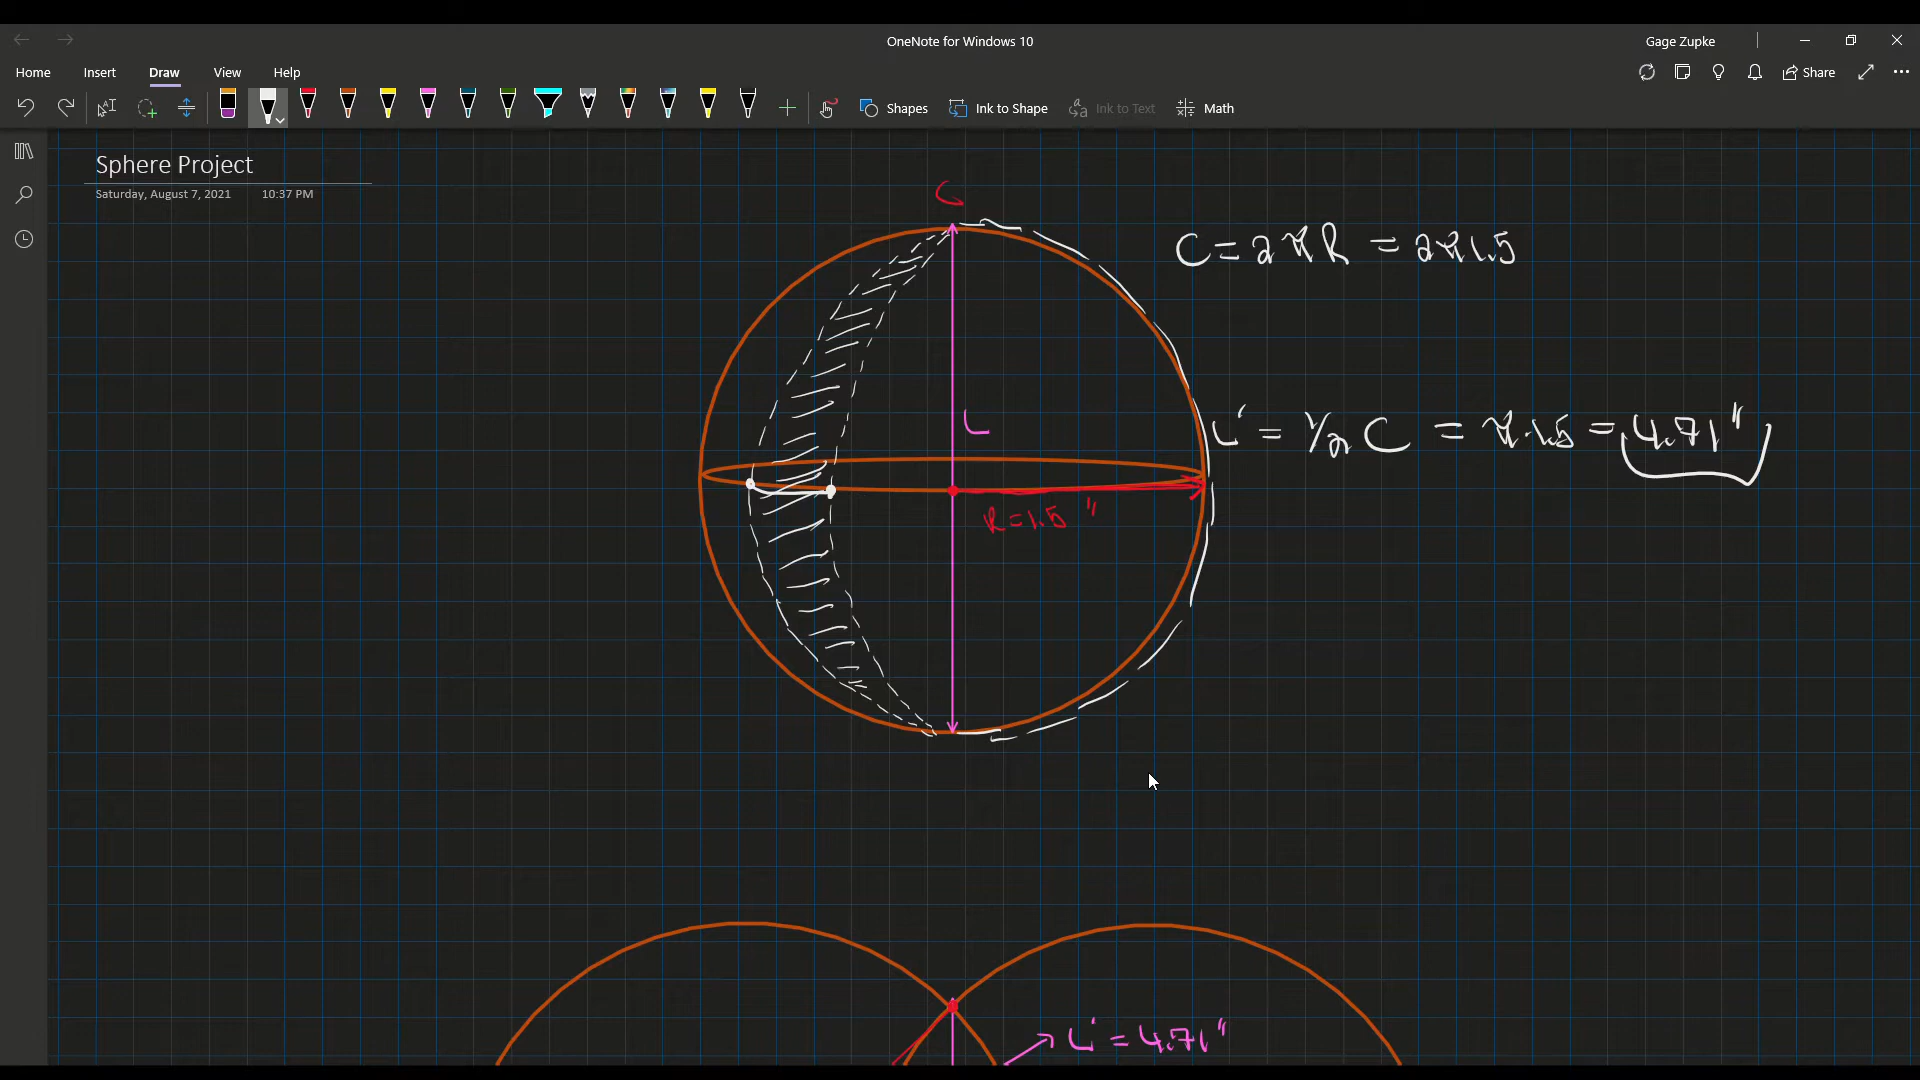 OneNote for Windows 10
Gage Zupke
Home Insert Draw View Help
Share
Shapes Ink to Shape Ink to Text Math
Sphere Project
Saturday, August 7, 2021 10:37 PM
C
C = 2πR = 2π1.5
L
L' = 1/2 C = π·1.5 = 4.71"
R = 1.5"
L' = 4.71"